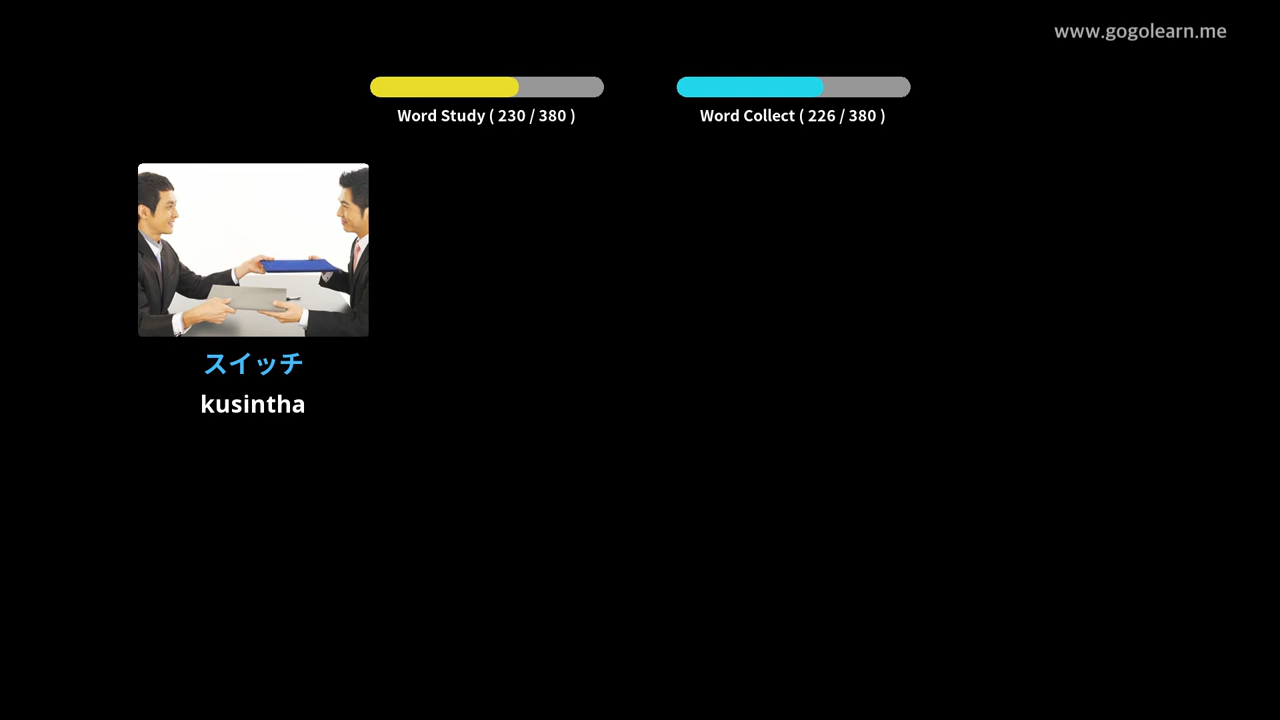 www.gogolearn.me
Word Study ( 230 / 380 )
Word Collect ( 226 / 380 )
スイッチ
kusintha